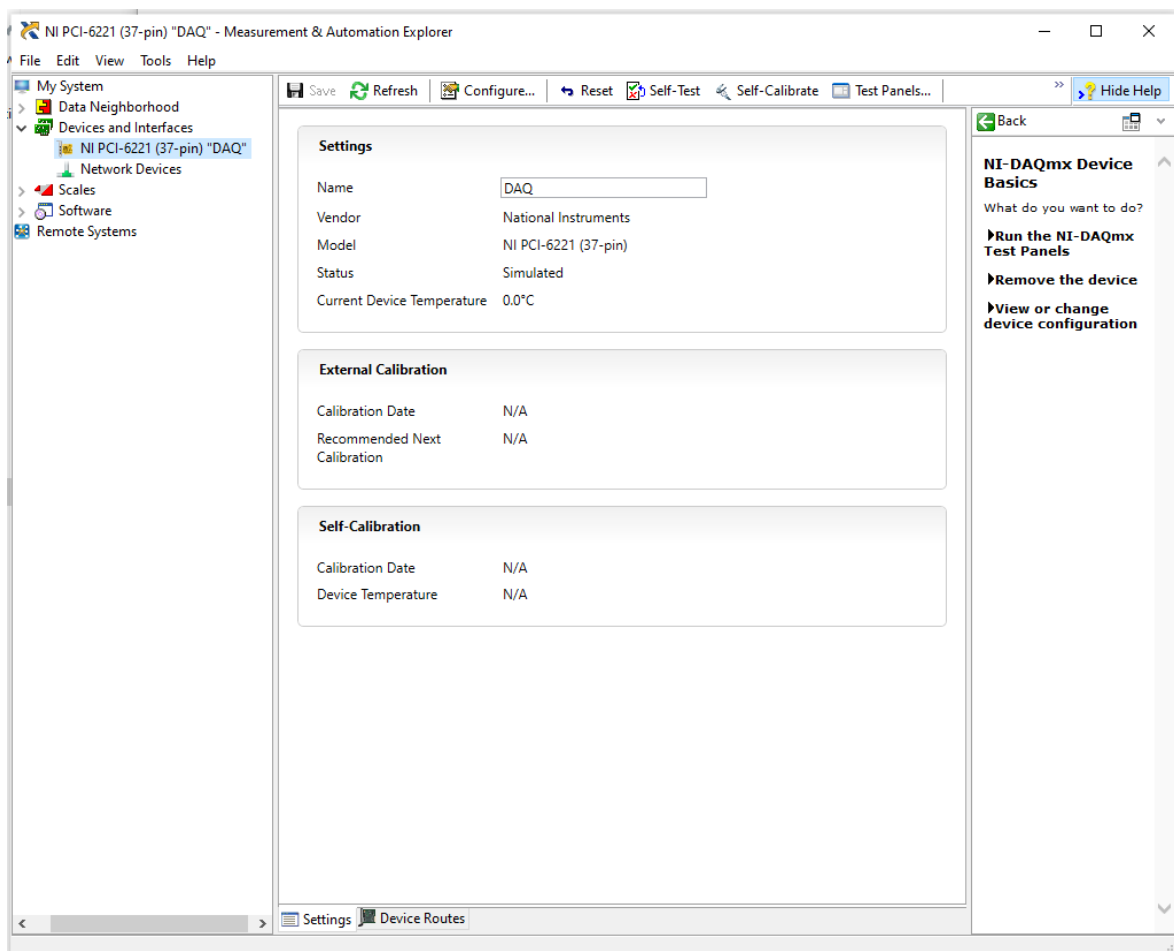 NI PCI-6221 (37-pin) "DAQ" - Measurement & Automation Explorer
File Edit View Tools Help
My System
Data Neighborhood
Devices and Interfaces
NI PCI-6221 (37-pin) "DAQ"
Network Devices
Scales
Software
Remote Systems
Save Refresh Configure... Reset Self-Test Self-Calibrate Test Panels... » Hide Help
Settings
Name DAQ
Vendor National Instruments
Model NI PCI-6221 (37-pin)
Status Simulated
Current Device Temperature 0.0°C
External Calibration
Calibration Date N/A
Recommended Next N/A
Calibration
Self-Calibration
Calibration Date N/A
Device Temperature N/A
Settings Device Routes
Back
NI-DAQmx Device
Basics
What do you want to do?
Run the NI-DAQmx
Test Panels
Remove the device
View or change
device configuration